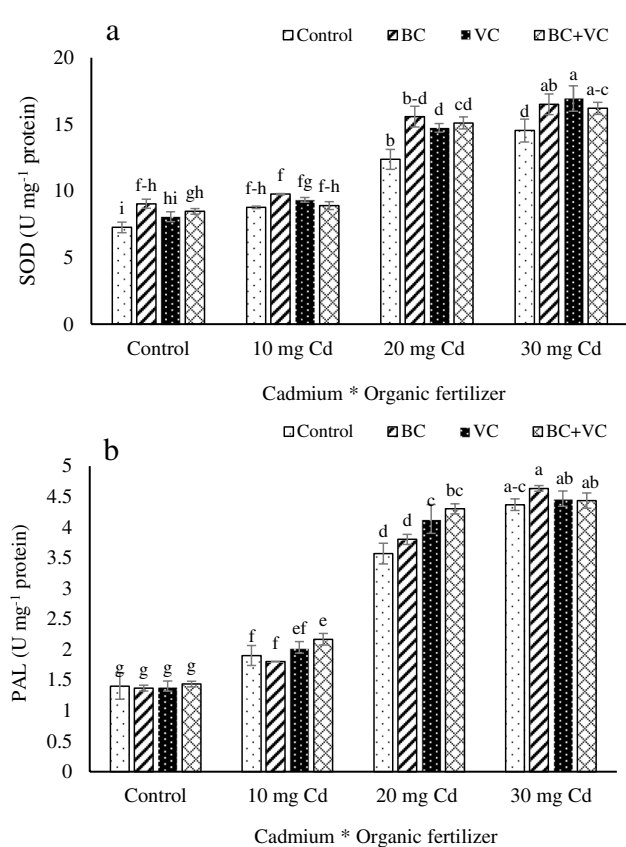 a
Control BC VC BC+VC
20
15
10
5
0
SOD (U mg-1 protein)
i f-h hi gh
f-h f fg f-h
b b-d d cd
d ab a a-c
Control 10 mg Cd 20 mg Cd 30 mg Cd
Cadmium * Organic fertilizer
b
Control BC VC BC+VC
5
4.5
4
3.5
3
2.5
2
1.5
1
0.5
0
PAL (U mg-1 protein)
g g g g
f f ef e
d d c bc
a-c a ab ab
Control 10 mg Cd 20 mg Cd 30 mg Cd
Cadmium * Organic fertilizer